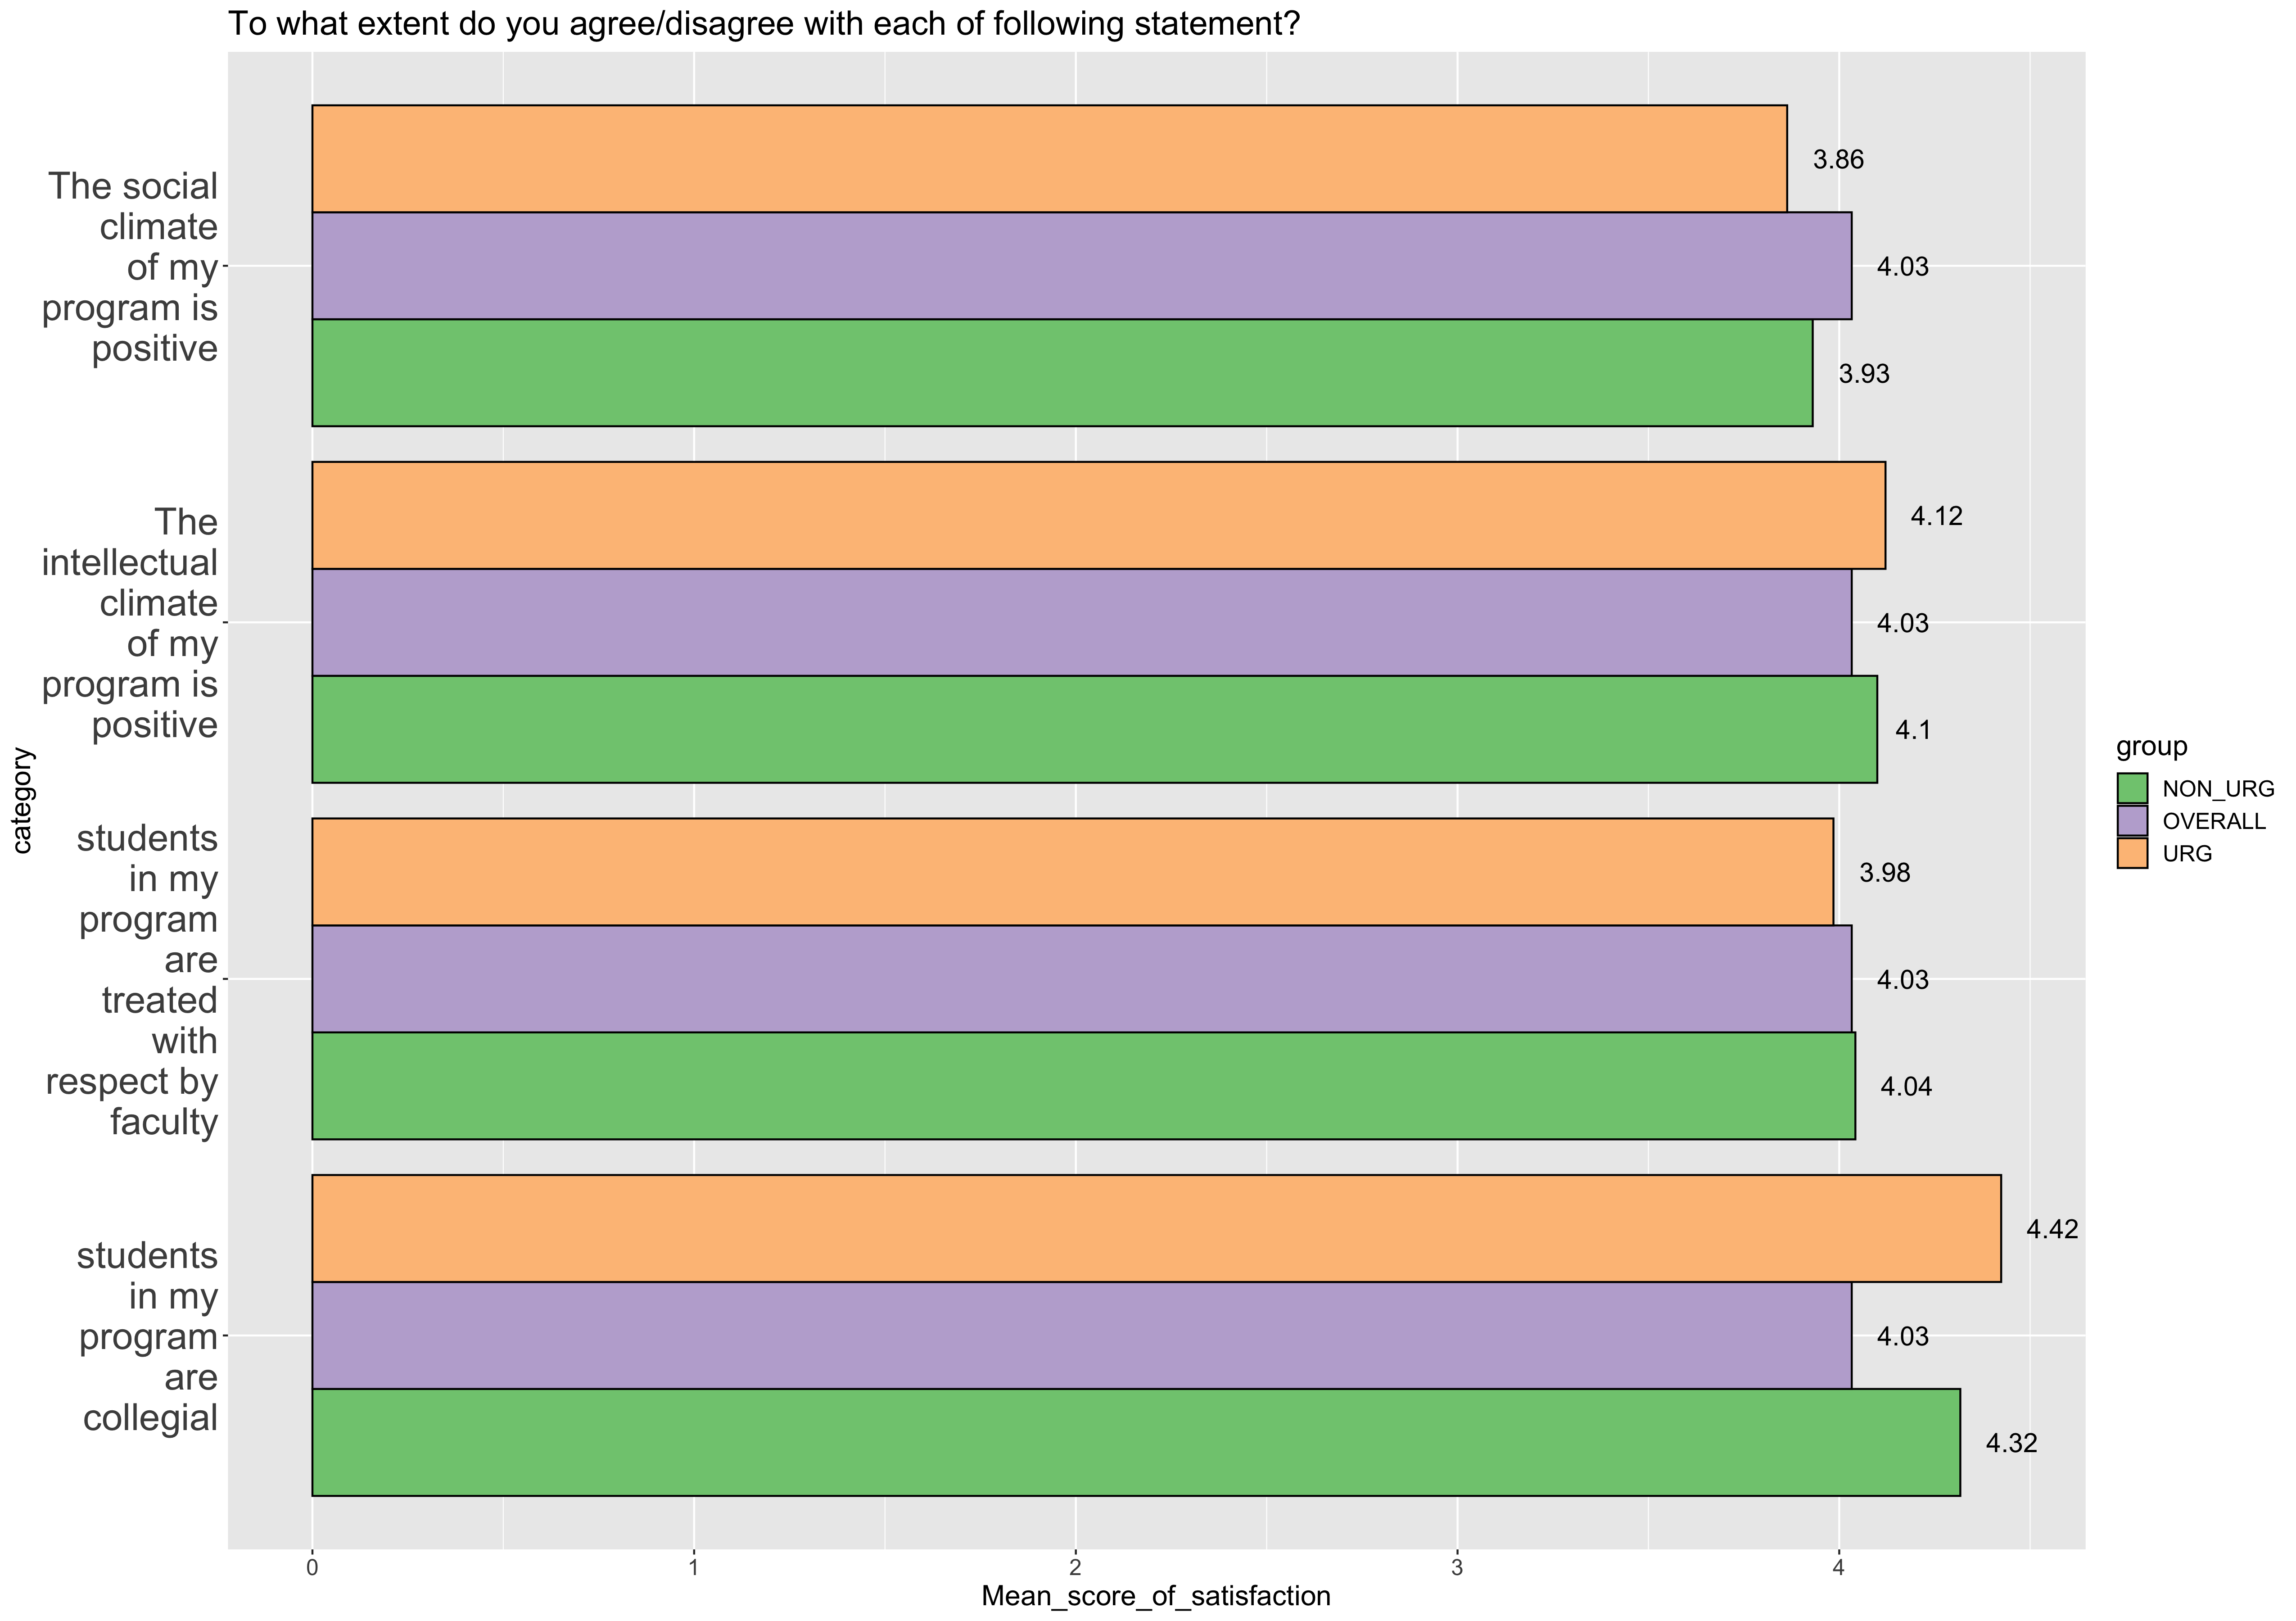 To what extent do you agree/disagree with each of following statement?
The social
climate
of my
program is
positive
3.86
4.03
3.93
The
intellectual
climate
of my
program is
positive
4.12
4.03
4.1
students
in my
program
are
treated
with
respect by
faculty
3.98
4.03
4.04
students
in my
program
are
collegial
4.42
4.03
4.32
category
0 1 2 3 4
Mean_score_of_satisfaction
group
NON_URG
OVERALL
URG